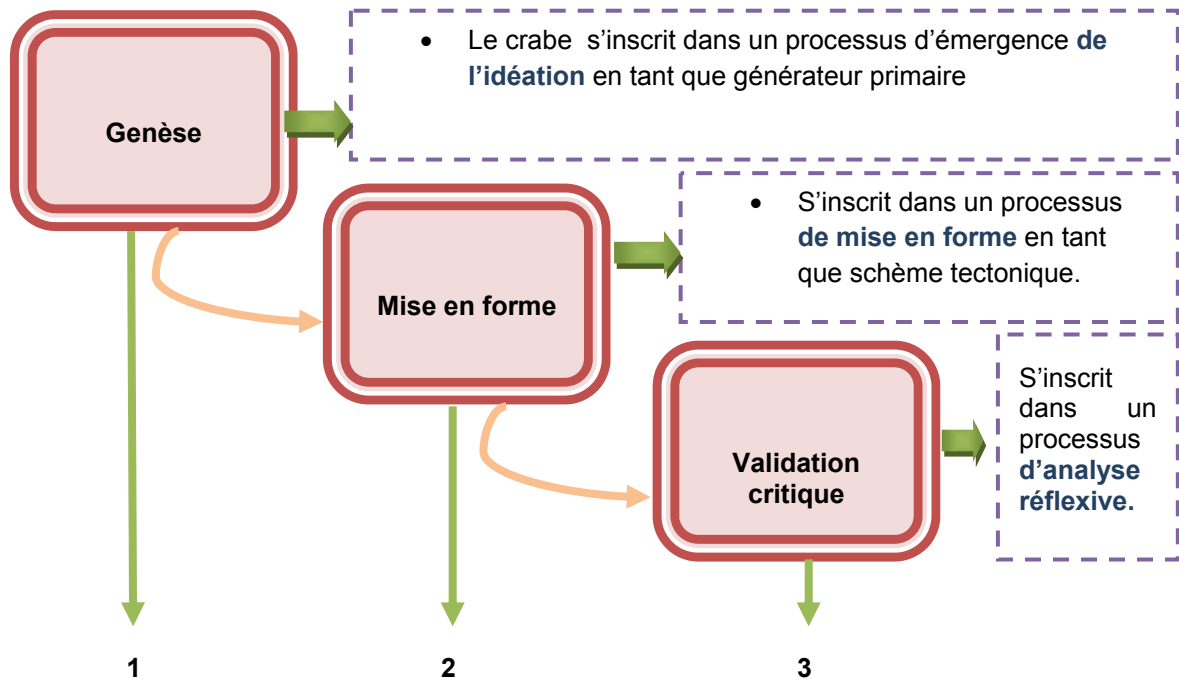 • Le crabe s’inscrit dans un processus d’émergence de
l’idéation en tant que générateur primaire
Genèse
• S’inscrit dans un processus
de mise en forme en tant
que schème tectonique.
Mise en forme
S’inscrit
dans un
processus
d’analyse
réflexive.
Validation
critique
1 2 3